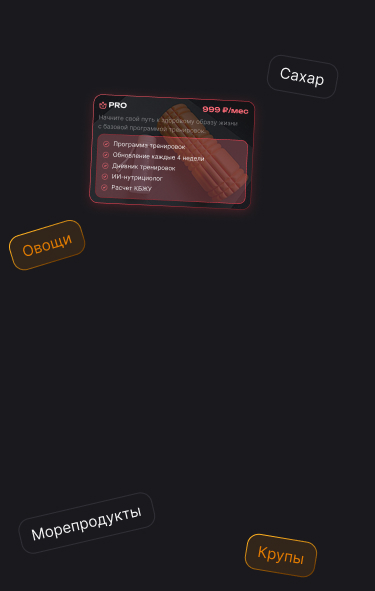 Сахар
PRO
999 ₽/мес
Начните свой путь к здоровому образу жизни
с базовой программой тренировок.
Программа тренировок
Обновление каждые 4 недели
Дневник тренировок
ИИ-нутрициолог
Расчет КБЖУ
Овощи
Морепродукты
Крупы